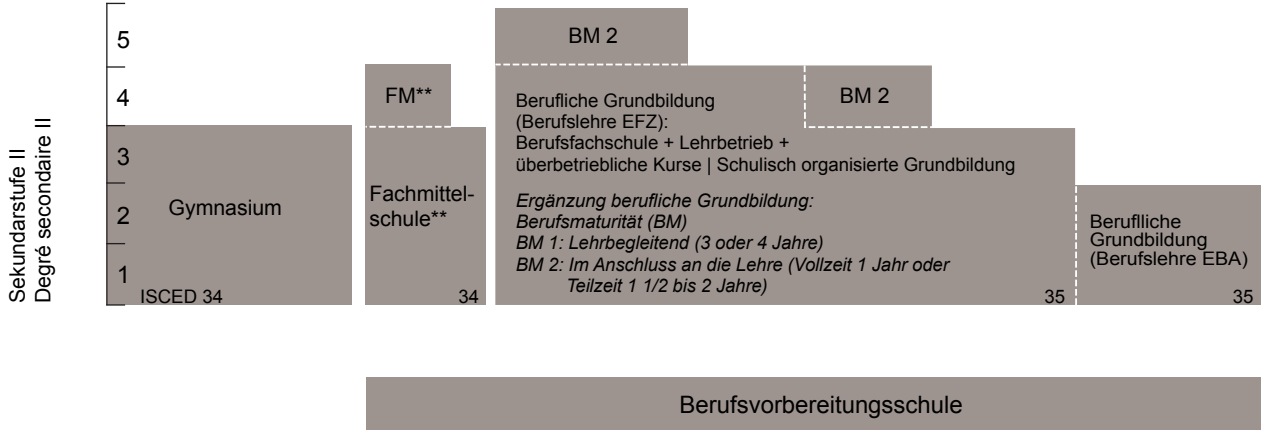 Sekundarstufe II
Degré secondaire II
5
4
3
2
1
Gymnasium
ISCED 34
FM**
Fachmittel-
schule**
34
BM 2
BM 2
Berufliche Grundbildung
(Berufslehre EFZ):
Berufsfachschule + Lehrbetrieb +
überbetriebliche Kurse | Schulisch organisierte Grundbildung
Ergänzung berufliche Grundbildung:
Berufsmaturität (BM)
BM 1: Lehrbegleitend (3 oder 4 Jahre)
BM 2: Im Anschluss an die Lehre (Vollzeit 1 Jahr oder
Teilzeit 1 1/2 bis 2 Jahre)
35
Beruflliche
Grundbildung
(Berufslehre EBA)
35
Berufsvorbereitungsschule